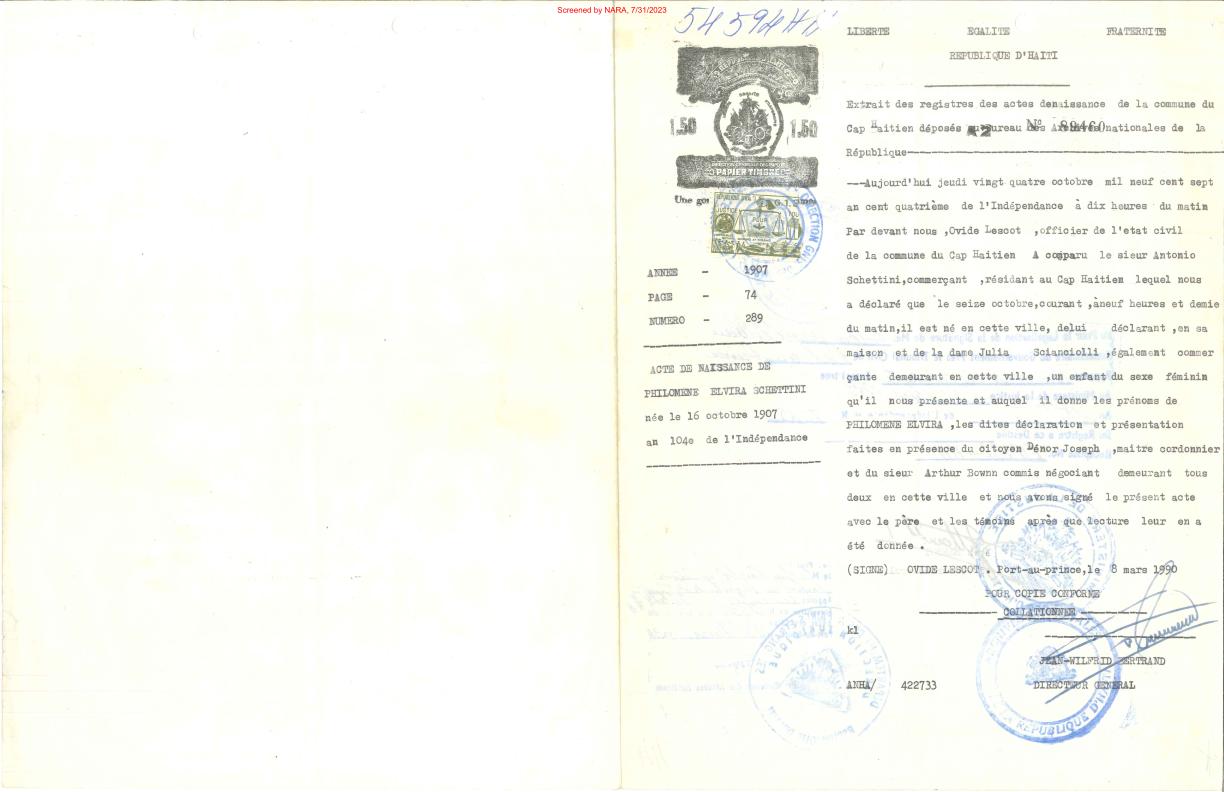 Screened by NARA, 7/31/2023
LIBERTE EGALITE FRATERNITE
REPUBLIQUE D'HAITI
1,50 1,50
PAPIER TIMBRE
Une
ANNEE - 1907
PAGE - 74
NUMERO - 289
ACTE DE NAISSANCE DE
PHILOMENE ELVIRA SCHETTINI
née le 16 octobre 1907
an 104e de l'Indépendance
Extrait des registres des actes denaissance de la commune du
Cap Haitien déposés au bureau des Archives nationales de la
No 89460
République
---Aujourd'hui jeudi vingt quatre octobre mil neuf cent sept
an cent quatrième de l'Indépendance à dix heures du matin
Par devant nous ,Ovide Lescot ,officier de l'etat civil
de la commune du Cap Haitien A comparu le sieur Antonio
Schettini,commerçant ,résidant au Cap Haitien lequel nous
a déclaré que le seize octobre,courant ,àneuf heures et demie
du matin,il est né en cette ville, delui déclarant ,en sa
maison et de la dame Julia Scianciolli ,également commer
çante demeurant en cette ville ,un enfant du sexe féminin
qu'il nous présente et auquel il donne les prénoms de
PHILOMENE ELVIRA ,les dites déclaration et présentation
faites en présence du citoyen Dénor Joseph ,maitre cordonnier
et du sieur Arthur Bownn commis négociant demeurant tous
deux en cette ville et nous avons signé le présent acte
avec le père et les témoins après que lecture leur en a
été donnée .
(SIGNE) OVIDE LESCOT . Port-au-prince,le 8 mars 1990
POUR COPIE CONFORME
COLLATIONNEE
kl
JEAN-WILFRID BERTRAND
ANHA/ 422733 DIRECTEUR GENERAL
LA REPUBLIQUE D'HAITI